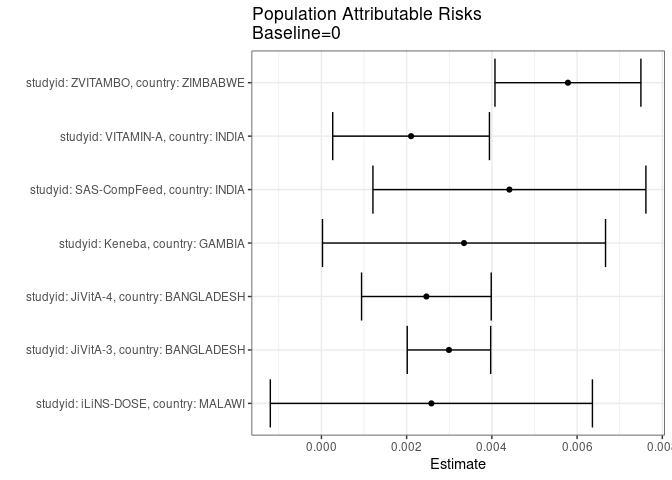 Population Attributable Risks
Baseline=0
studyid: ZVITAMBO, country: ZIMBABWE
studyid: VITAMIN-A, country: INDIA
studyid: SAS-CompFeed, country: INDIA
studyid: Keneba, country: GAMBIA
studyid: JiVitA-4, country: BANGLADESH
studyid: JiVitA-3, country: BANGLADESH
studyid: iLiNS-DOSE, country: MALAWI
0.000 0.002 0.004 0.006
Estimate